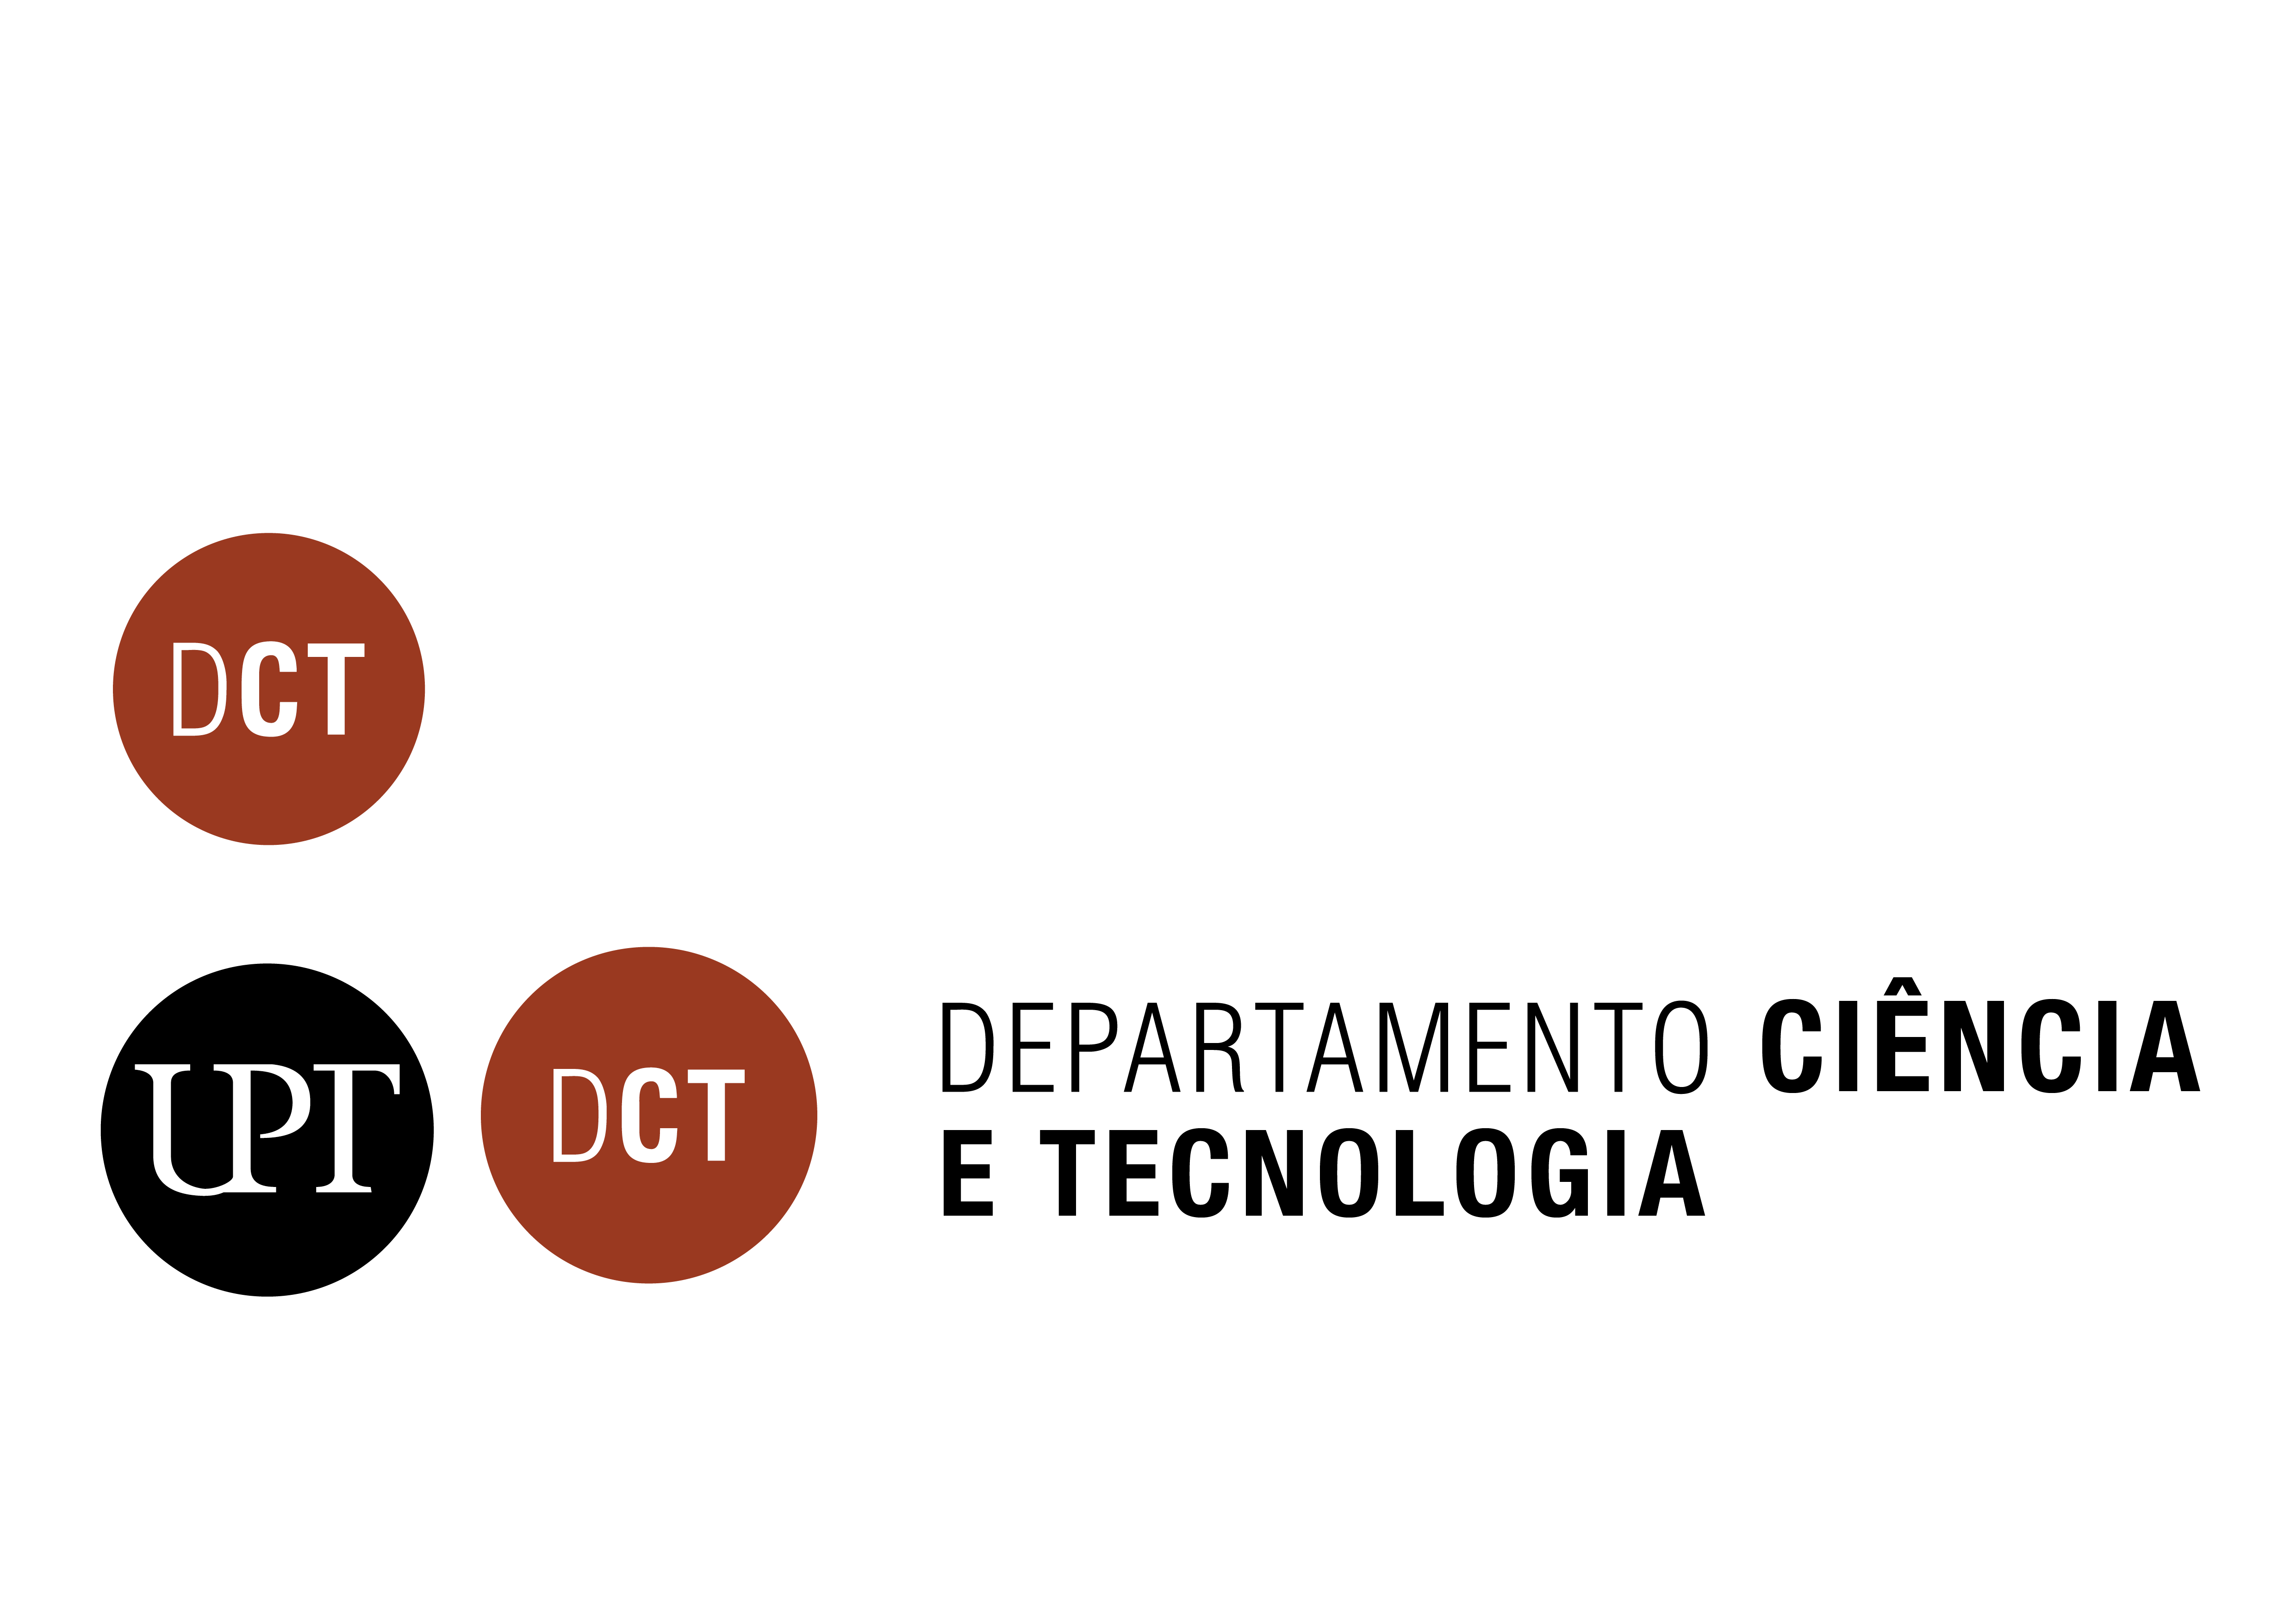 DCT
UPT
DCT
DEPARTAMENTO CIÊNCIA
E TECNOLOGIA